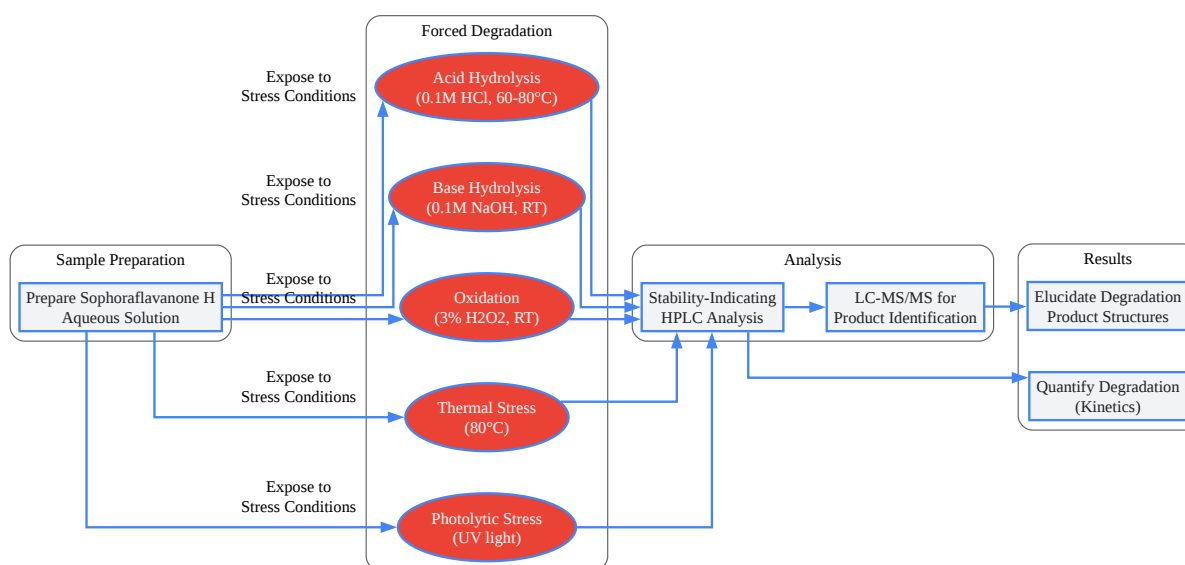 Forced Degradation
Expose to
Stress Conditions
Acid Hydrolysis
(0.1M HCl, 60-80°C)
Expose to
Stress Conditions
Base Hydrolysis
(0.1M NaOH, RT)
Sample Preparation
Prepare Sophoraflavanone H
Aqueous Solution
Expose to
Stress Conditions
Oxidation
(3% H2O2, RT)
Analysis
Stability-Indicating
HPLC Analysis
LC-MS/MS for
Product Identification
Results
Elucidate Degradation
Product Structures
Quantify Degradation
(Kinetics)
Expose to
Stress Conditions
Thermal Stress
(80°C)
Expose to
Stress Conditions
Photolytic Stress
(UV light)